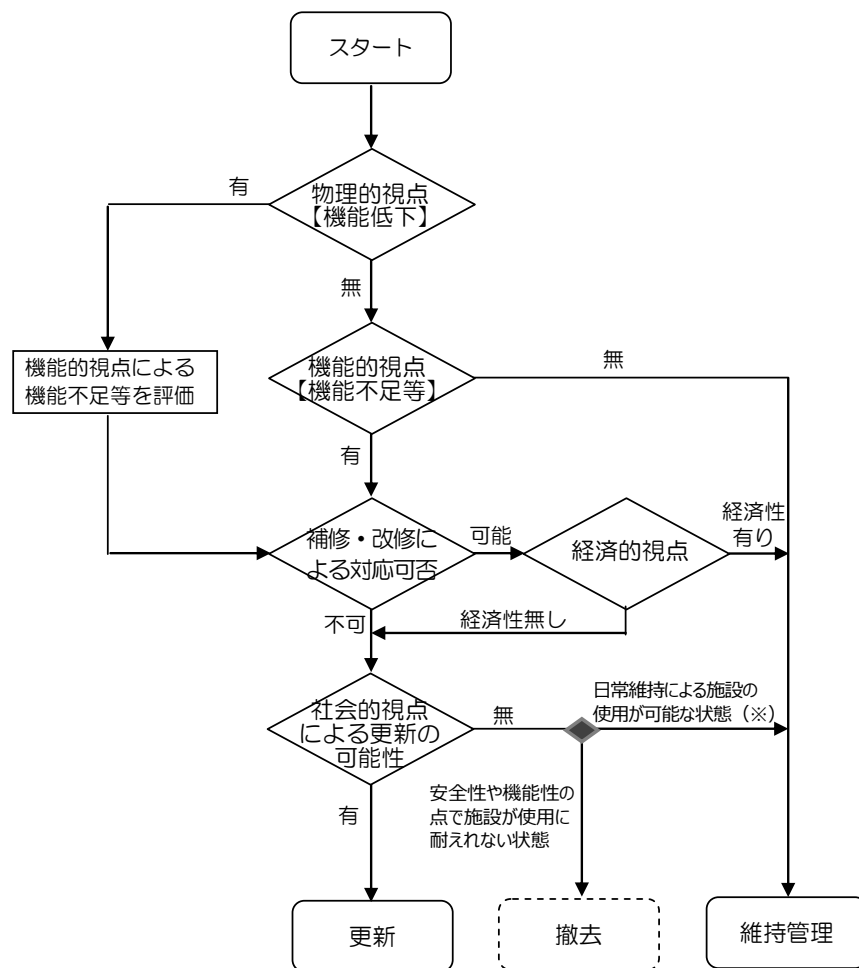 スタート
物理的視点
【機能低下】
有
無
機能的視点による
機能不足等を評価
機能的視点
【機能不足等】
無
有
補修・改修に
よる対応可否
可能
経済的視点
経済性
有り
不可
経済性無し
社会的視点
による更新の
可能性
無
日常維持による施設の
使用が可能な状態（※）
有
安全性や機能性の
点で施設が使用に
耐えれない状態
更新
撤去
維持管理